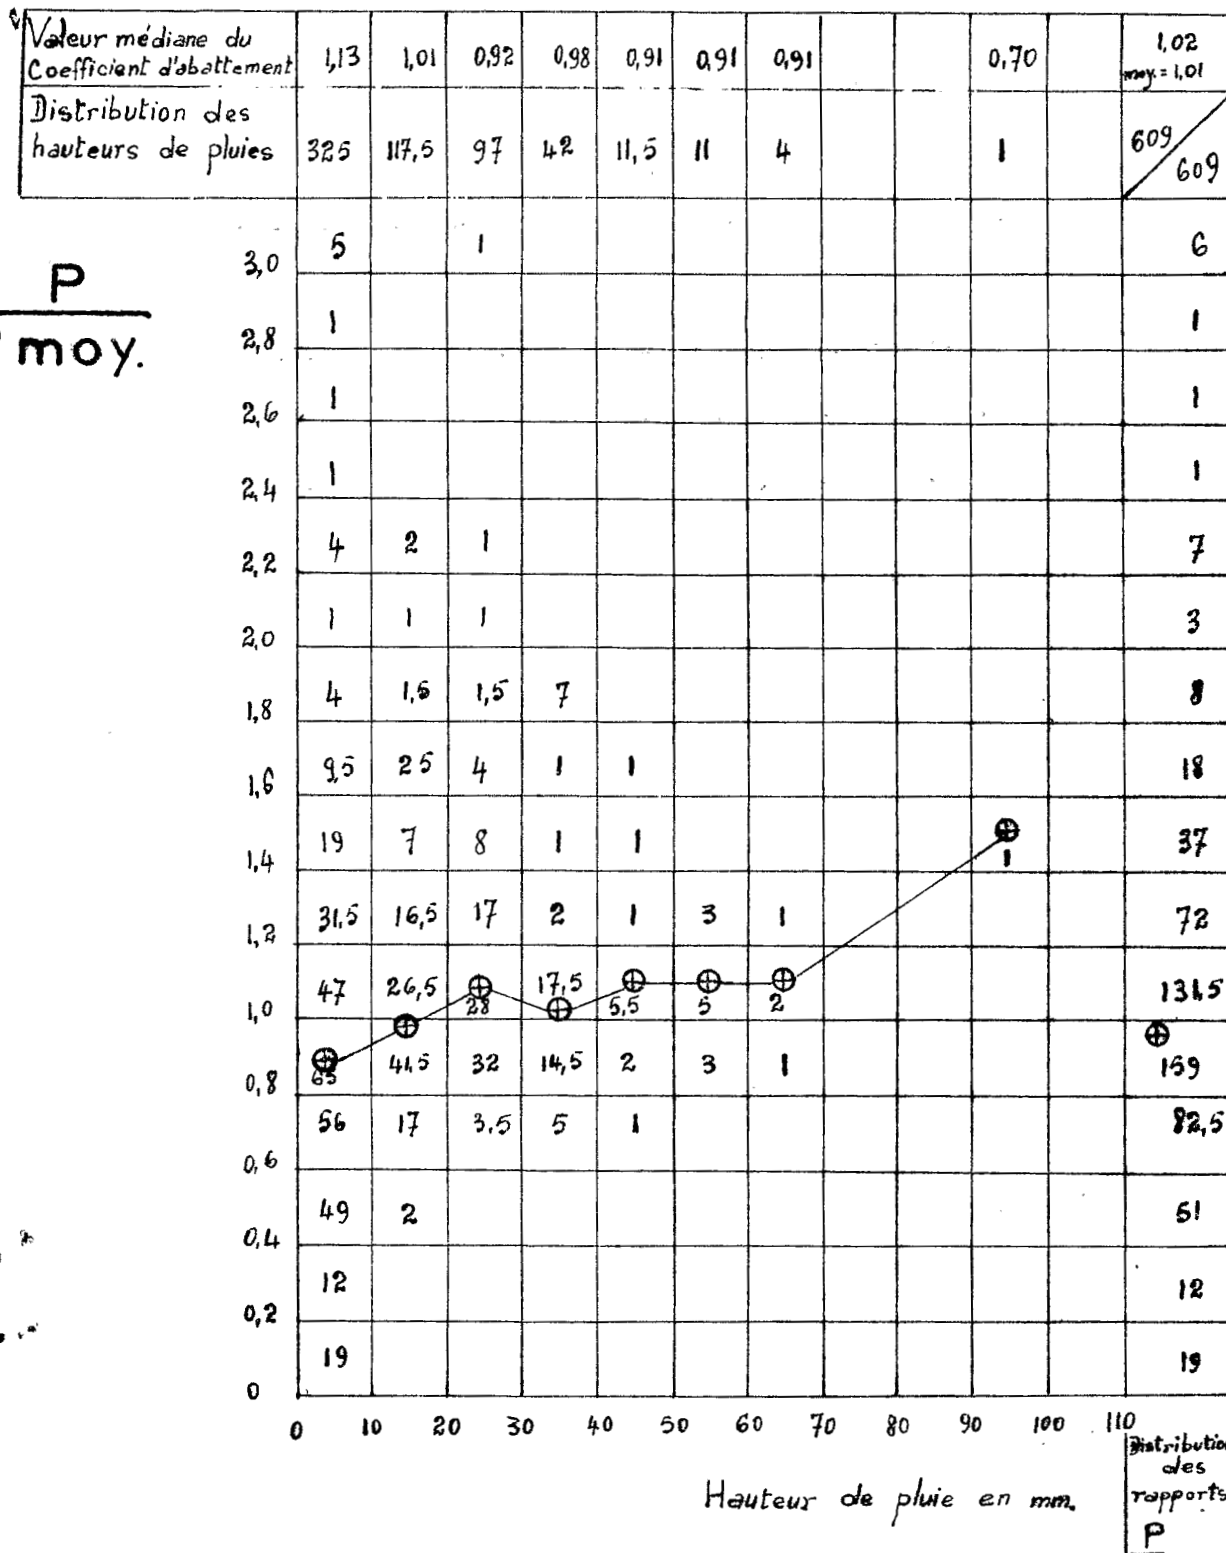 Valeur médiane du
Coefficient d'abattement 1,13 1,01 0,92 0,98 0,91 0,91 0,91 0,70 1,02
moy. = 1,01
Distribution des
hauteurs de pluies 325 117,5 97 42 11,5 11 4 1 609 609
P
moy.
5 1 6
3,0
1 1
2,8
1 1
2,6
1 1
2,4
4 2 1 7
2,2
1 1 1 3
2,0
4 1,5 1,5 7 8
1,8
9,5 25 4 1 1 18
1,6
19 7 8 1 1 1 37
1,4
31,5 16,5 17 2 1 3 1 72
1,2
47 26,5 28 17,5 5,5 5 2 131,5
1,0
65 41,5 32 14,5 2 3 1 159
0,8
56 17 3,5 5 1 82,5
0,6
49 2 51
0,4
12 12
0,2
19 19
0
0 10 20 30 40 50 60 70 80 90 100 110
Hauteur de pluie en mm.
Distribution
des
rapports
P